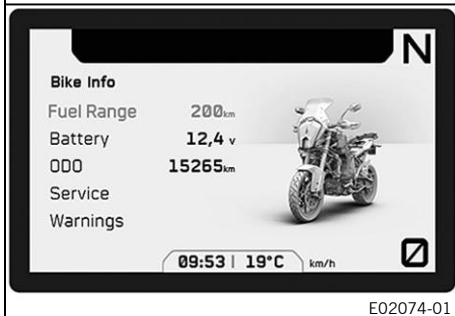 N
Bike Info
Fuel Range 200km
Battery 12,4 v
ODO 15265km
Service
Warnings
09:53 | 19°C km/h
0
E02074-01